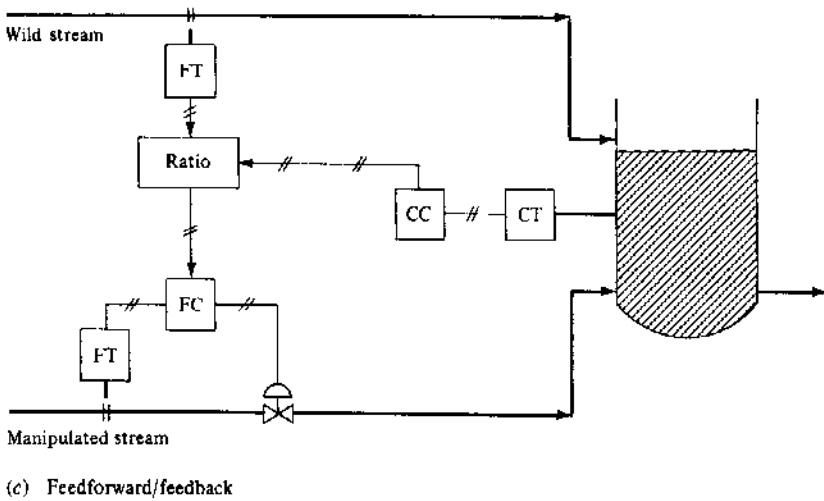 Wild stream
FT
Ratio
CC
CT
FC
FT
Manipulated stream
(c) Feedforward/feedback